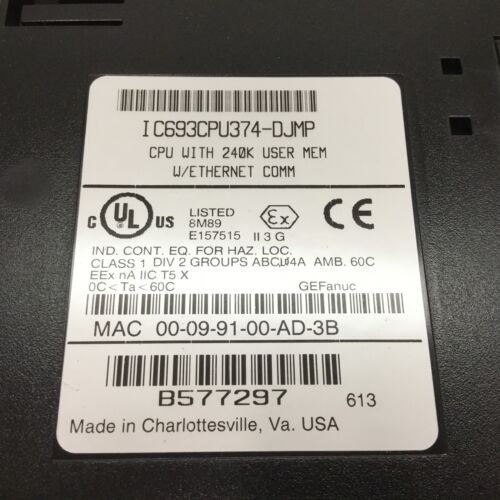 IC693CPU374-DJMP
CPU WITH 240K USER MEM
W/ETHERNET COMM
C UL US LISTED 8M89 E157515 Ex II 3 G CE
IND. CONT. EQ. FOR HAZ. LOC.
CLASS 1 DIV 2 GROUPS ABCD T4A AMB. 60C
EEx nA IIC T5 X
0C<Ta<60C GEFanuc
MAC 00-09-91-00-AD-3B
B577297 613
Made in Charlottesville, Va. USA